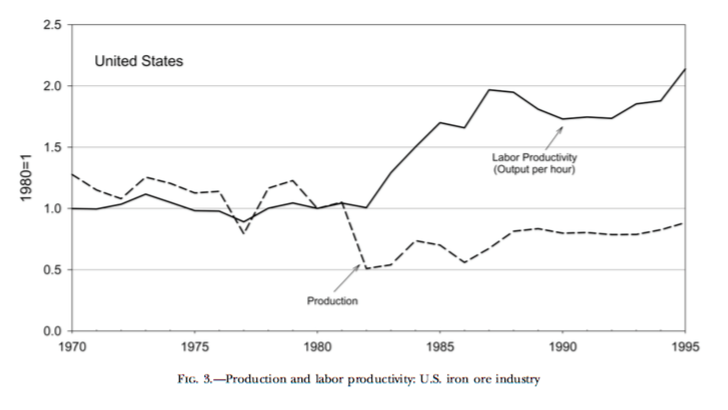 2.5
United States
2.0
1.5
Labor Productivity
(Output per hour)
1980=1
1.0
0.5
Production
0.0
1970 1975 1980 1985 1990 1995
Fig. 3.—Production and labor productivity: U.S. iron ore industry